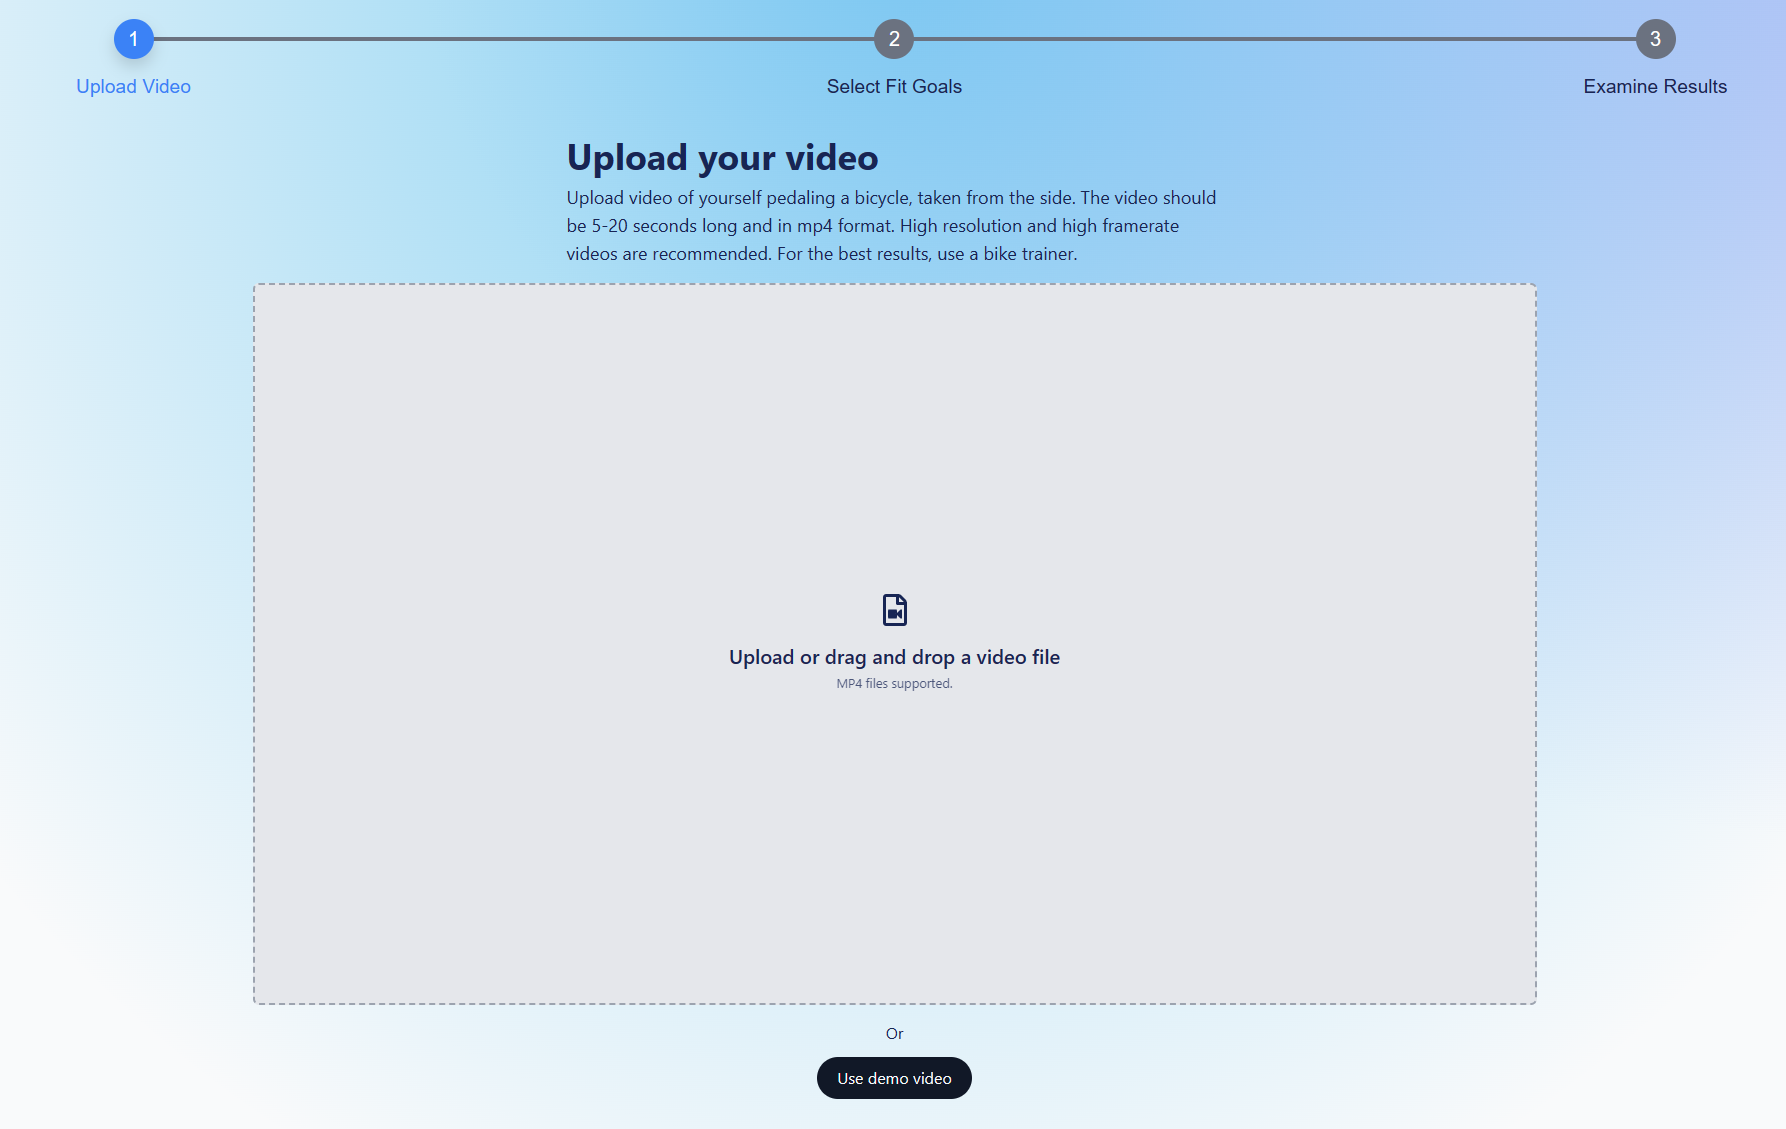 1
2
3
Upload Video
Select Fit Goals
Examine Results
Upload your video
Upload video of yourself pedaling a bicycle, taken from the side. The video should
be 5-20 seconds long and in mp4 format. High resolution and high framerate
videos are recommended. For the best results, use a bike trainer.
Upload or drag and drop a video file
MP4 files supported.
Or
Use demo video